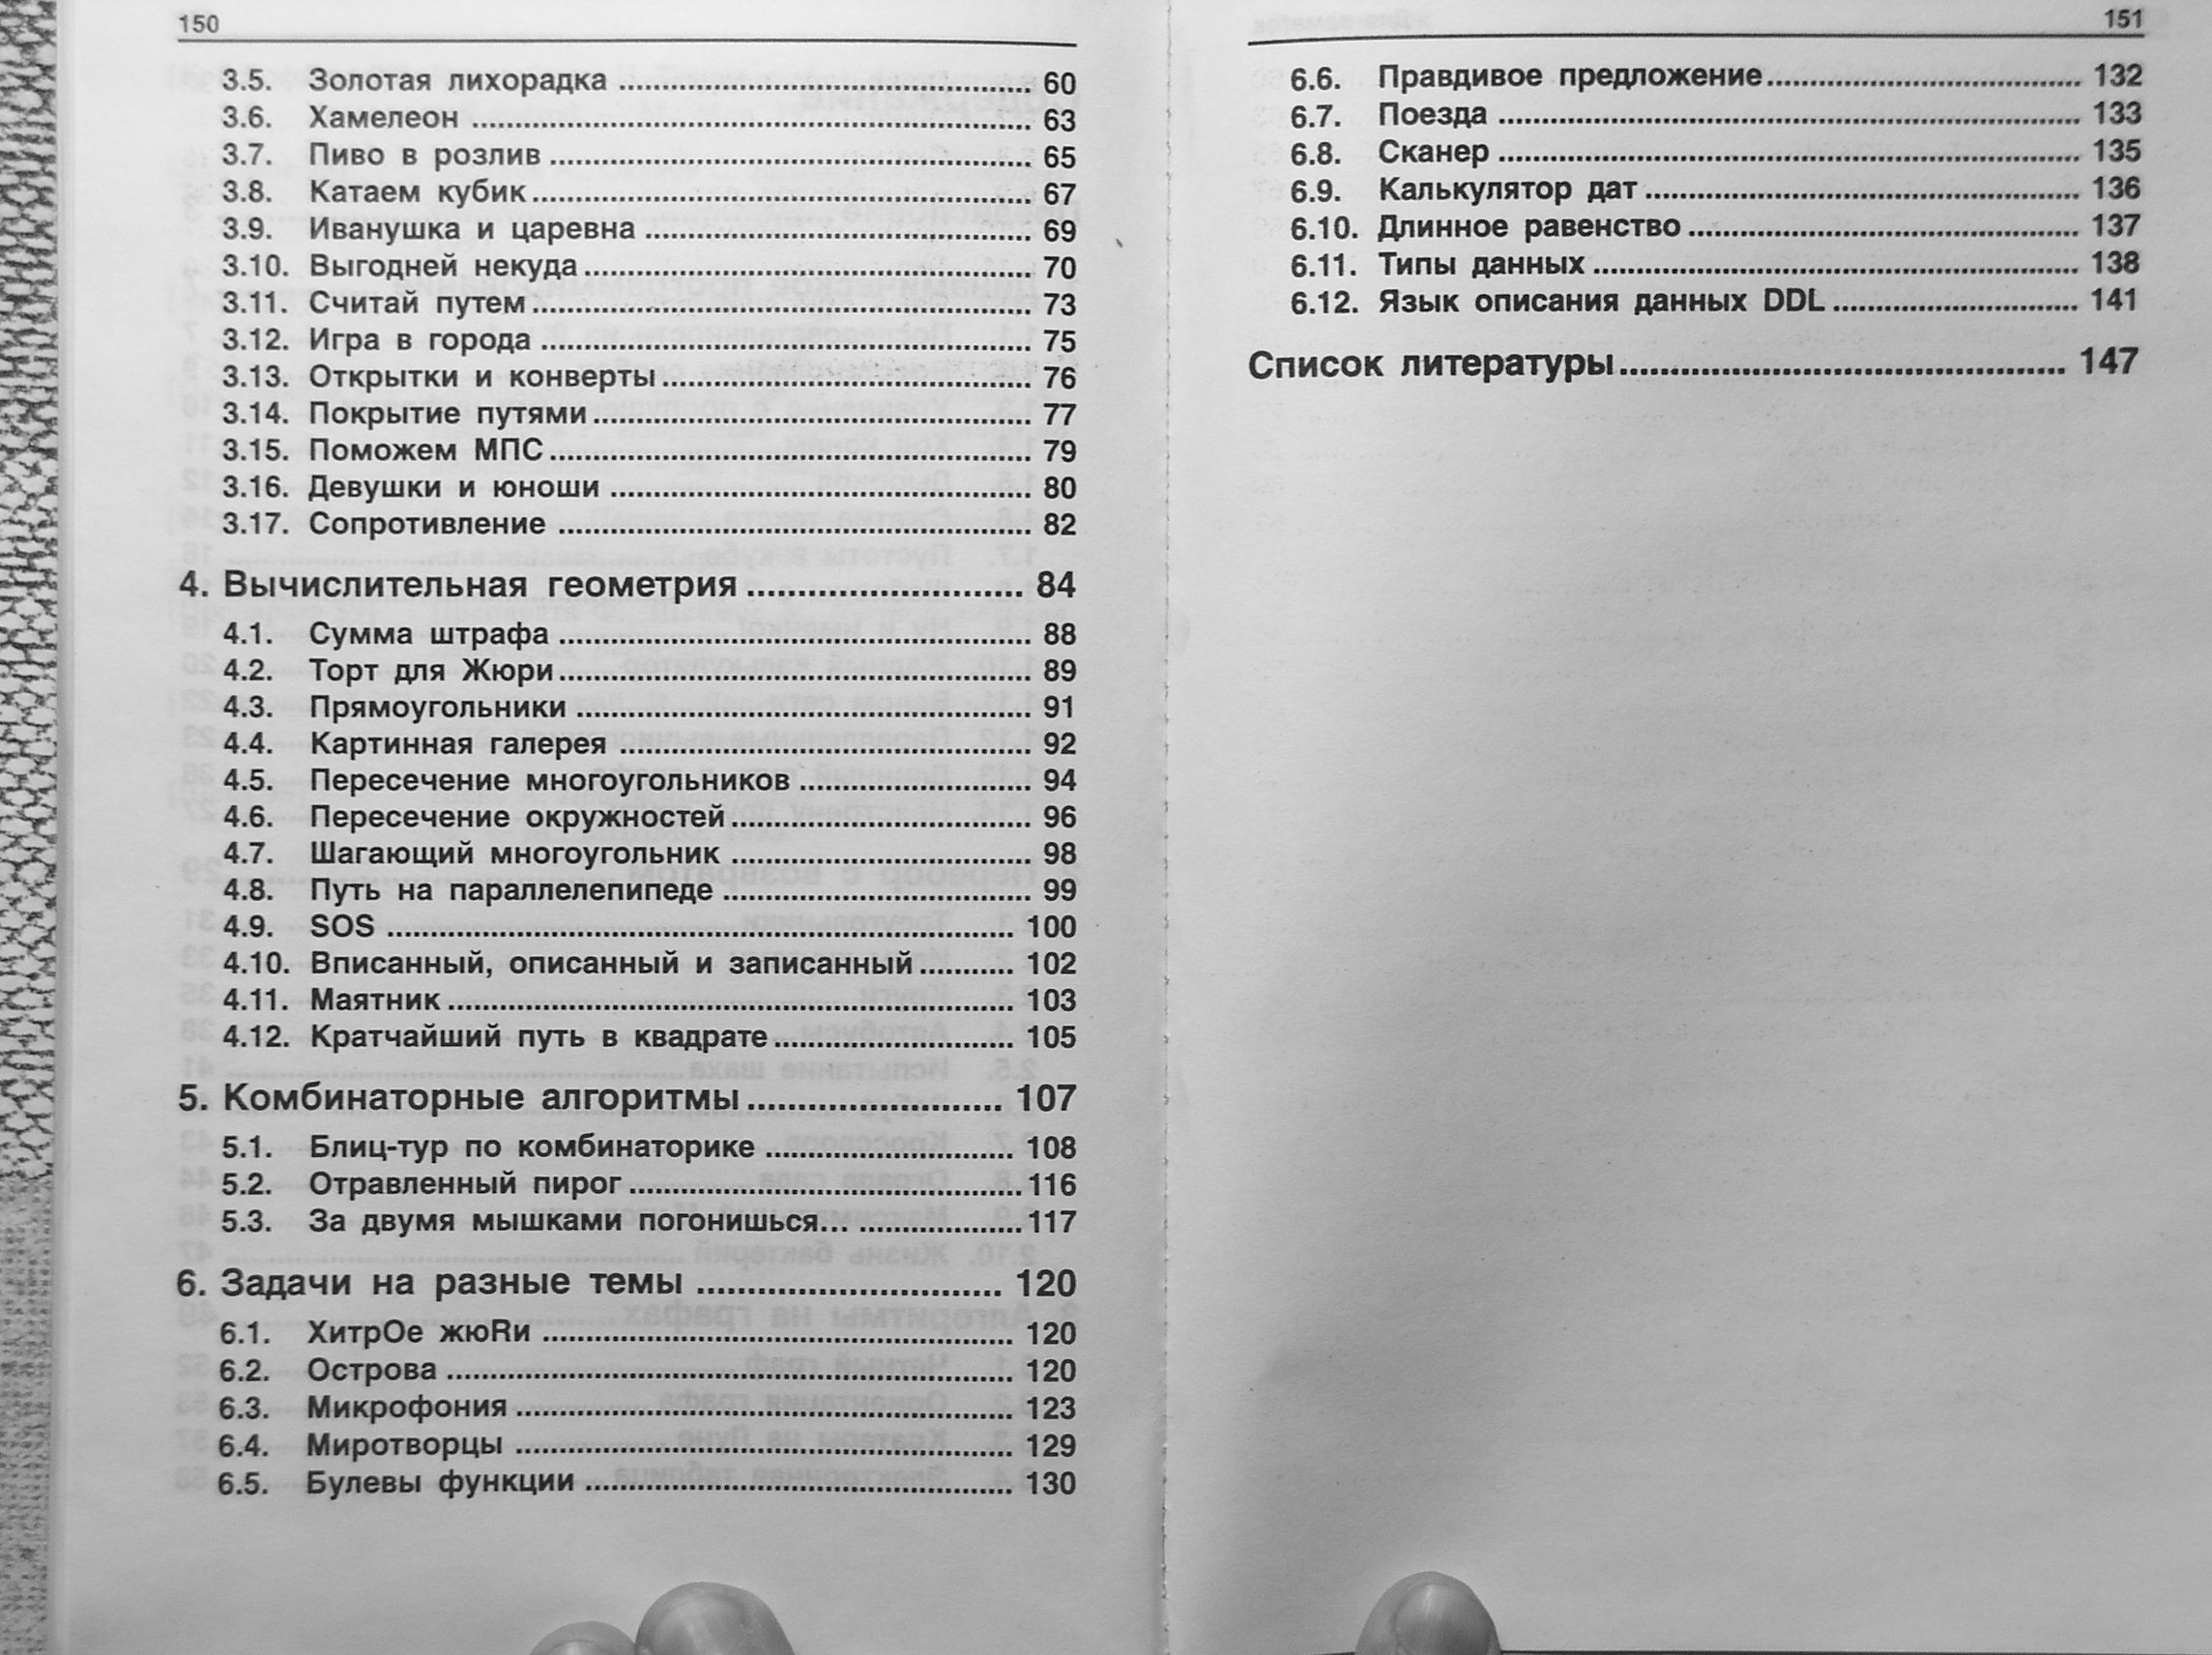 150
3.5. Золотая лихорадка ........ 60
3.6. Хамелеон ........ 63
3.7. Пиво в розлив ........ 65
3.8. Катаем кубик ........ 67
3.9. Иванушка и царевна ........ 69
3.10. Выгодней некуда ........ 70
3.11. Считай путем ........ 73
3.12. Игра в города ........ 75
3.13. Открытки и конверты ........ 76
3.14. Покрытие путями ........ 77
3.15. Поможем МПС ........ 79
3.16. Девушки и юноши ........ 80
3.17. Сопротивление ........ 82
4. Вычислительная геометрия ........ 84
4.1. Сумма штрафа ........ 88
4.2. Торт для Жюри ........ 89
4.3. Прямоугольники ........ 91
4.4. Картинная галерея ........ 92
4.5. Пересечение многоугольников ........ 94
4.6. Пересечение окружностей ........ 96
4.7. Шагающий многоугольник ........ 98
4.8. Путь на параллелепипеде ........ 99
4.9. SOS ........ 100
4.10. Вписанный, описанный и записанный ........ 102
4.11. Маятник ........ 103
4.12. Кратчайший путь в квадрате ........ 105
5. Комбинаторные алгоритмы ........ 107
5.1. Блиц-тур по комбинаторике ........ 108
5.2. Отравленный пирог ........ 116
5.3. За двумя мышками погонишься... ........ 117
6. Задачи на разные темы ........ 120
6.1. ХитрОе жюRи ........ 120
6.2. Острова ........ 120
6.3. Микрофония ........ 123
6.4. Миротворцы ........ 129
6.5. Булевы функции ........ 130
151
6.6. Правдивое предложение ........ 132
6.7. Поезда ........ 133
6.8. Сканер ........ 135
6.9. Калькулятор дат ........ 136
6.10. Длинное равенство ........ 137
6.11. Типы данных ........ 138
6.12. Язык описания данных DDL ........ 141
Список литературы ........ 147